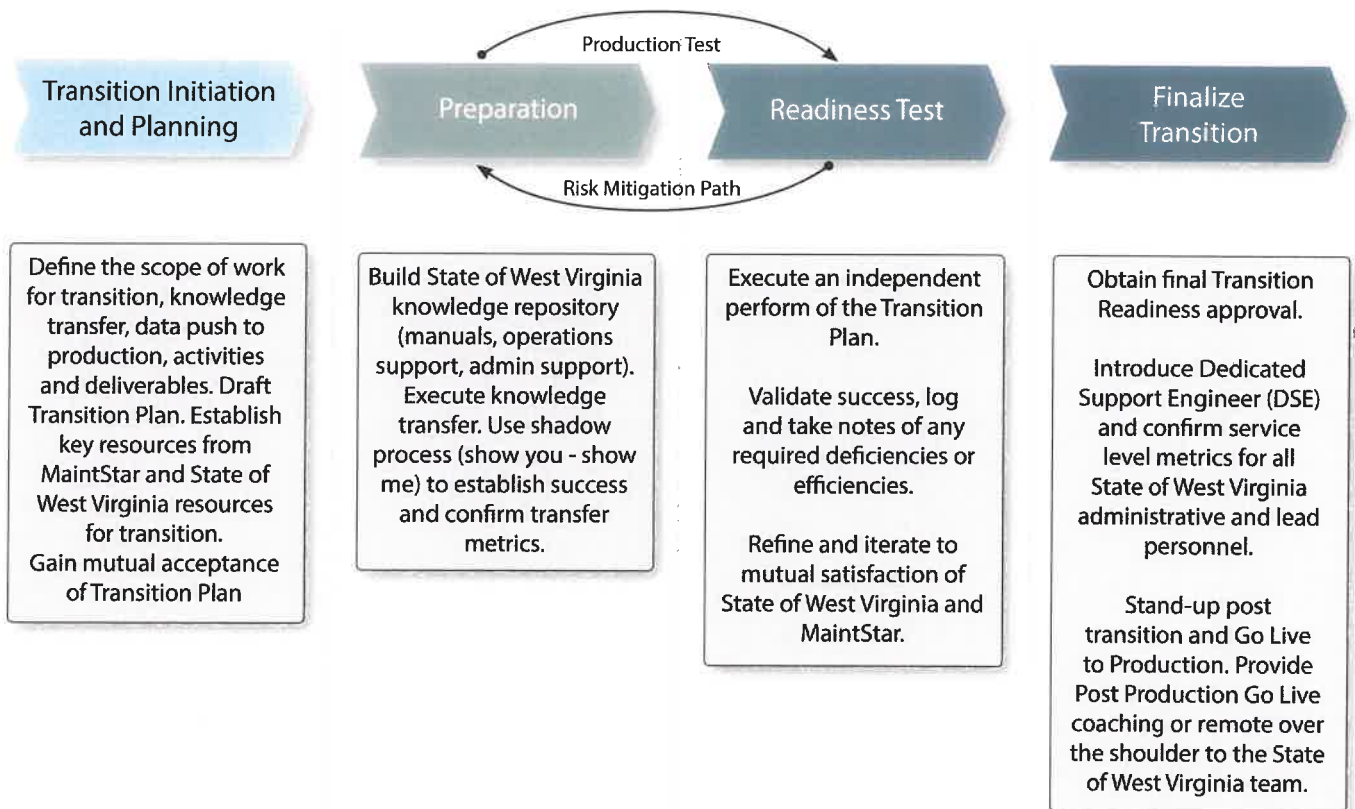 Production Test
Transition Initiation
and Planning
Preparation
Readiness Test
Finalize
Transition
Risk Mitigation Path
Define the scope of work
for transition, knowledge
transfer, data push to
production, activities
and deliverables. Draft
Transition Plan. Establish
key resources from
MaintStar and State of
West Virginia resources
for transition.
Gain mutual acceptance
of Transition Plan
Build State of West Virginia
knowledge repository
(manuals, operations
support, admin support).
Execute knowledge
transfer. Use shadow
process (show you - show
me) to establish success
and confirm transfer
metrics.
Execute an independent
perform of the Transition
Plan.
Validate success, log
and take notes of any
required deficiencies or
efficiencies.
Refine and iterate to
mutual satisfaction of
State of West Virginia and
MaintStar.
Obtain final Transition
Readiness approval.
Introduce Dedicated
Support Engineer (DSE)
and confirm service
level metrics for all
State of West Virginia
administrative and lead
personnel.
Stand-up post
transition and Go Live
to Production. Provide
Post Production Go Live
coaching or remote over
the shoulder to the State
of West Virginia team.